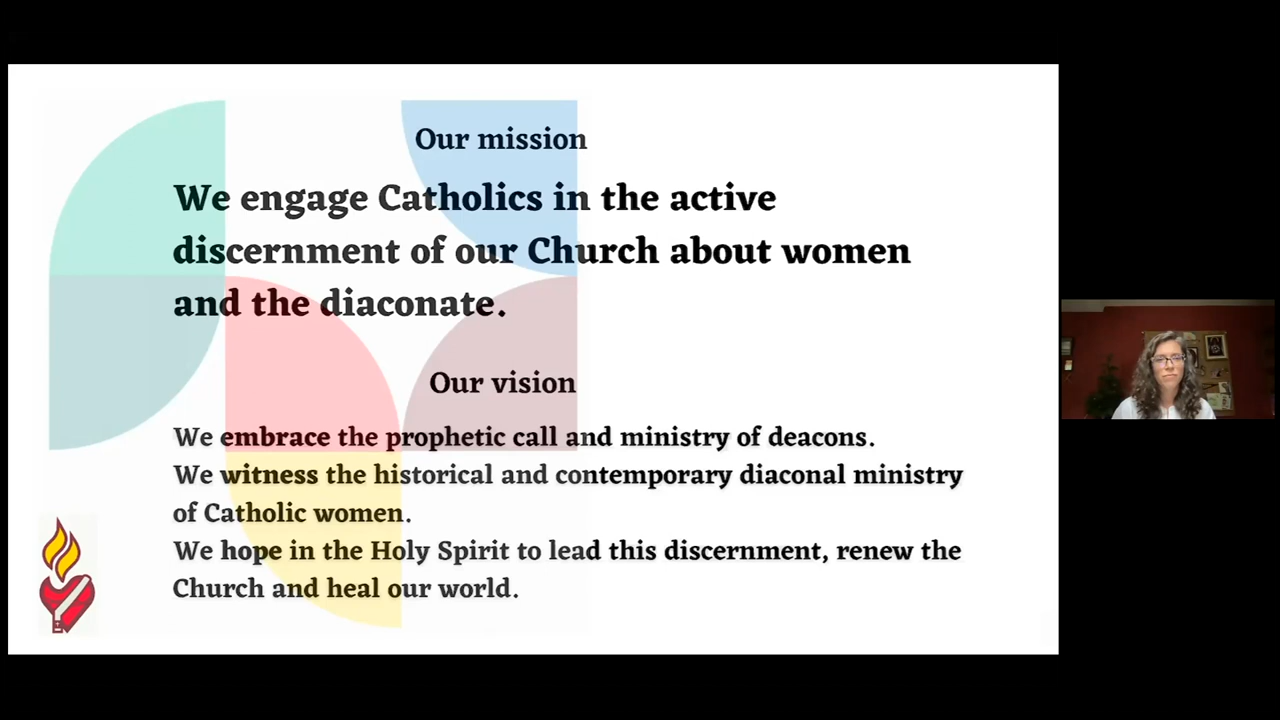 Our mission
We engage Catholics in the active
discernment of our Church about women
and the diaconate.
Our vision
We embrace the prophetic call and ministry of deacons.
We witness the historical and contemporary diaconal ministry
of Catholic women.
We hope in the Holy Spirit to lead this discernment, renew the
Church and heal our world.